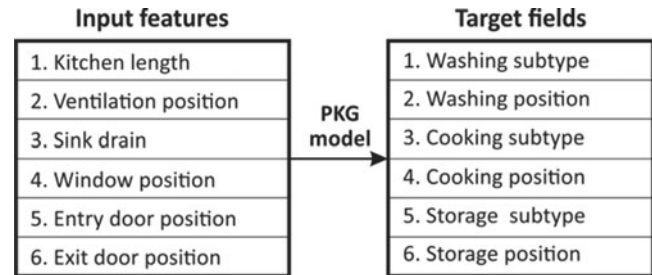 Input features
1. Kitchen length
2. Ventilation position
3. Sink drain
4. Window position
5. Entry door position
6. Exit door position
PKG
model
Target fields
1. Washing subtype
2. Washing position
3. Cooking subtype
4. Cooking position
5. Storage subtype
6. Storage position